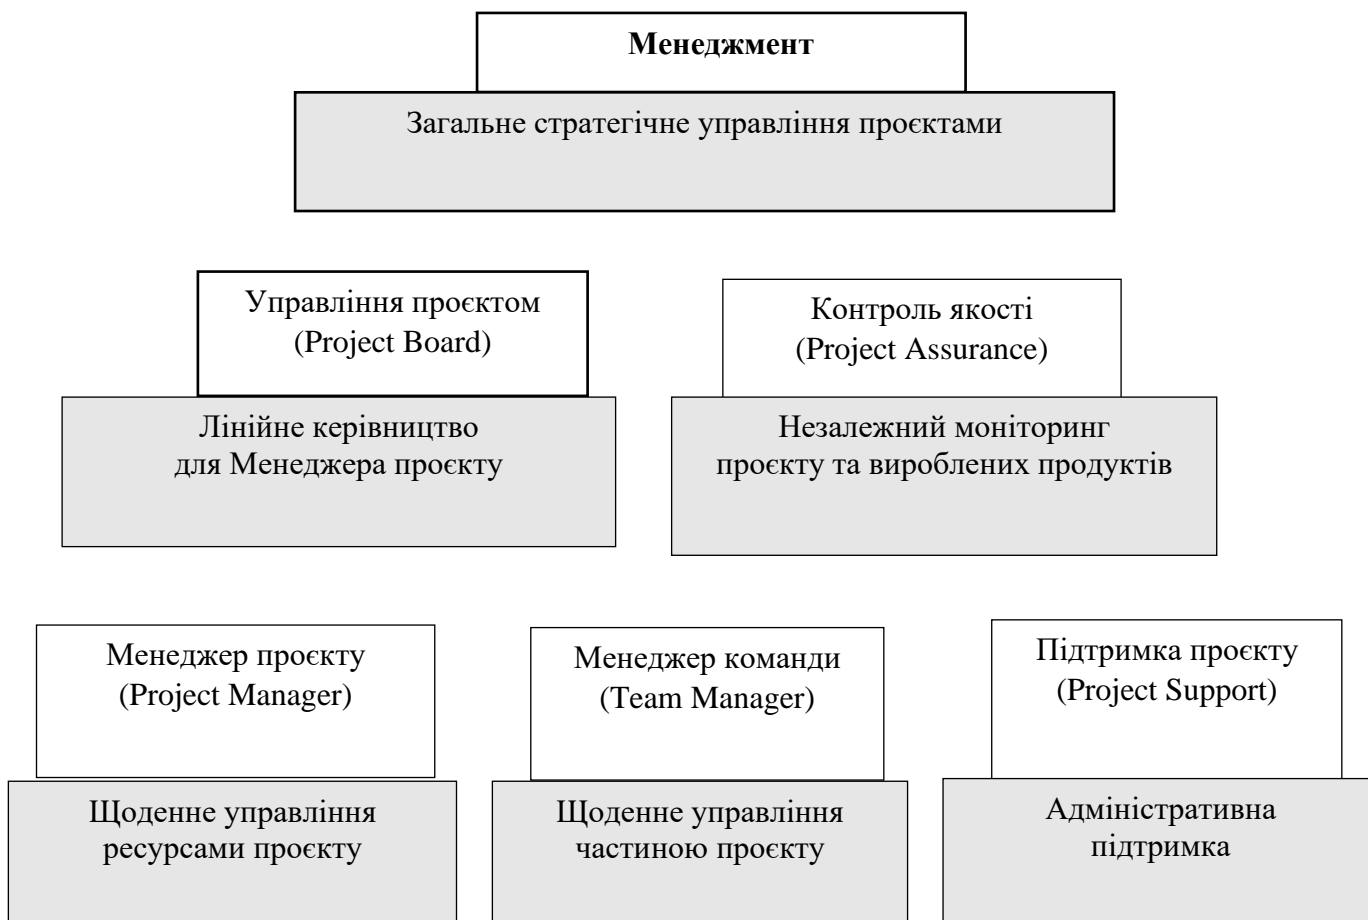 Менеджмент
Загальне стратегічне управління проєктами
Управління проєктом
(Project Board)
Лінійне керівництво
для Менеджера проєкту
Контроль якості
(Project Assurance)
Незалежний моніторинг
проєкту та вироблених продуктів
Менеджер проєкту
(Project Manager)
Щоденне управління
ресурсами проєкту
Менеджер команди
(Team Manager)
Щоденне управління
частиною проєкту
Підтримка проєкту
(Project Support)
Адміністративна
підтримка